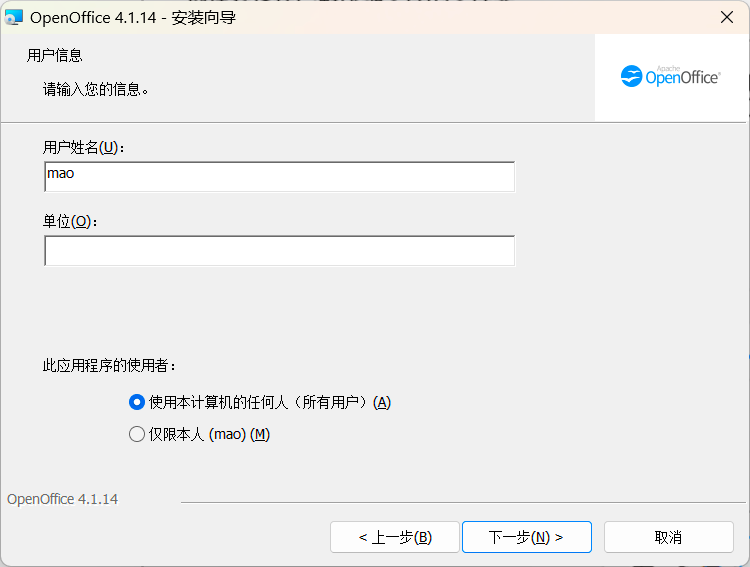 OpenOffice 4.1.14 - 安装向导
用户信息
请输入您的信息。
Apache
OpenOffice
用户姓名(U)：
mao
单位(O)：
此应用程序的使用者：
使用本计算机的任何人（所有用户）(A)
仅限本人 (mao) (M)
OpenOffice 4.1.14
< 上一步(B)
下一步(N) >
取消